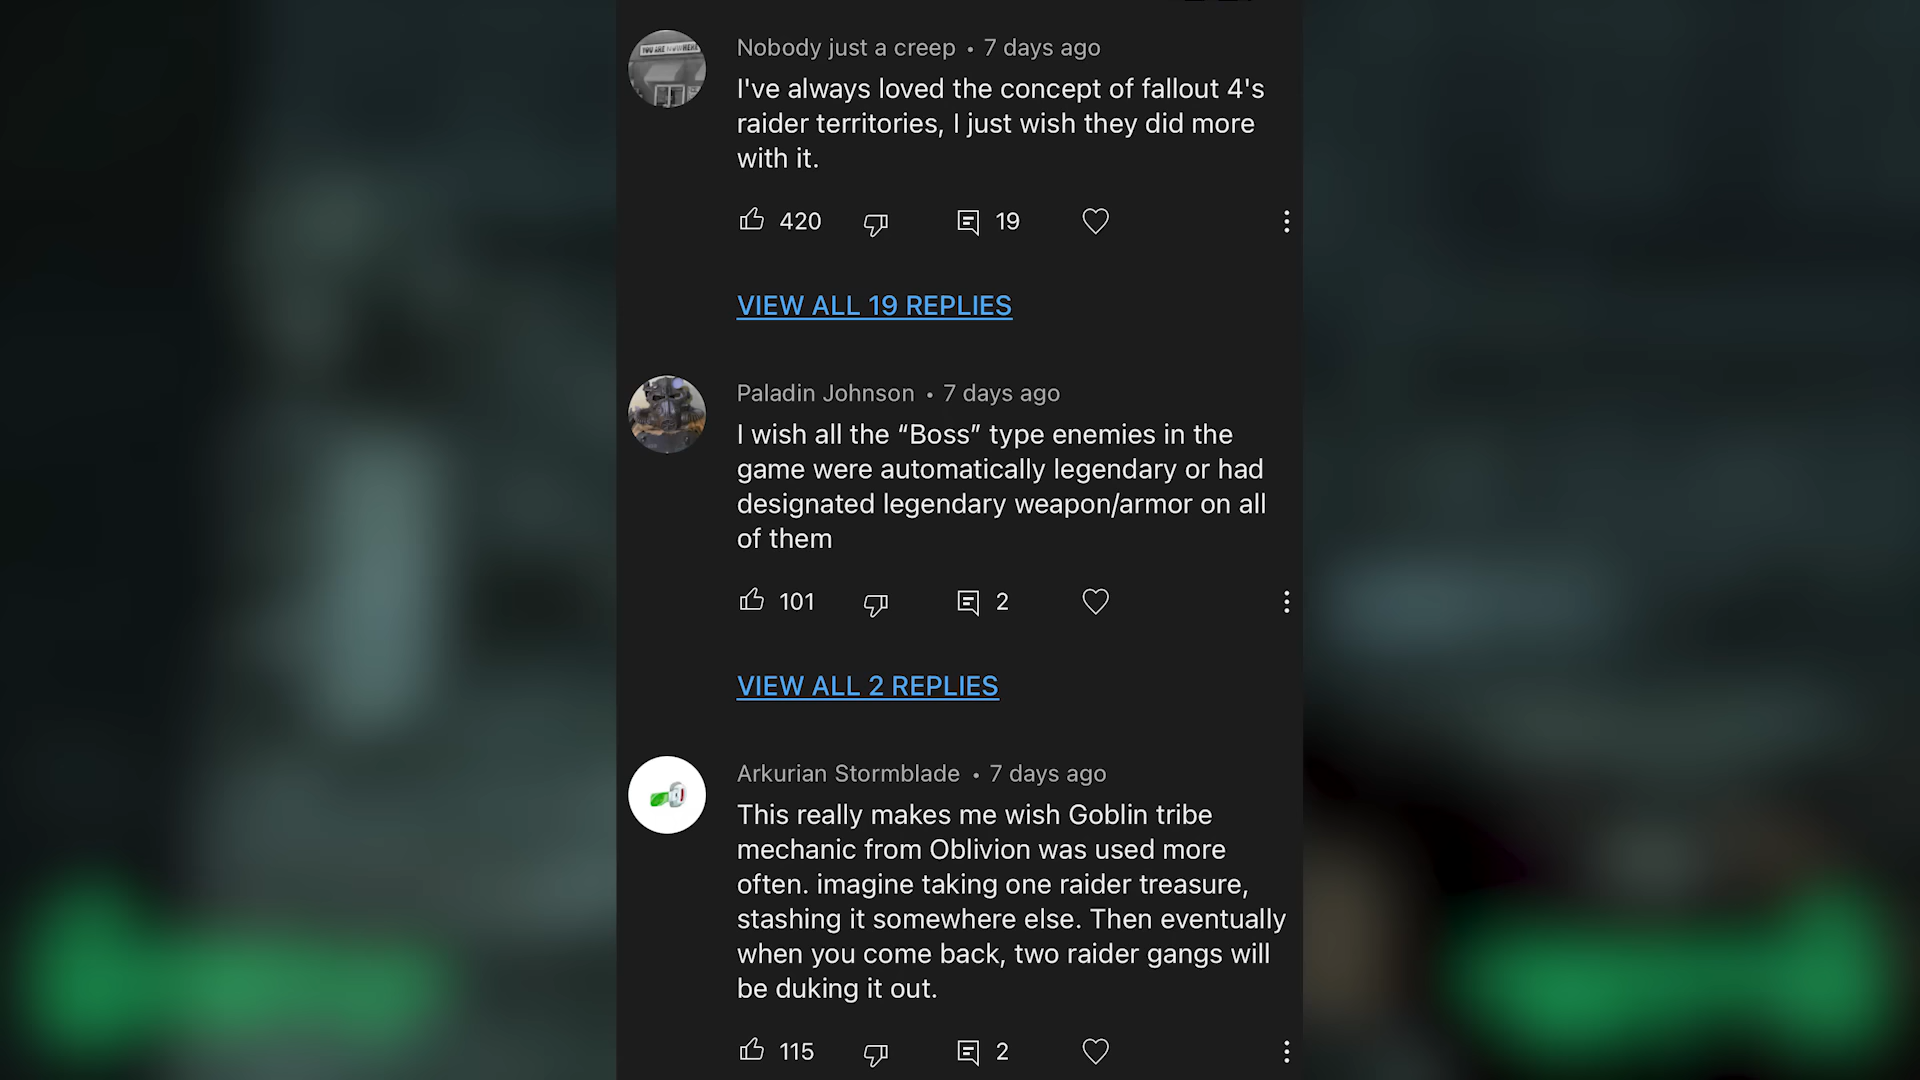 Nobody just a creep • 7 days ago
I've always loved the concept of fallout 4's
raider territories, I just wish they did more
with it.
420 19
VIEW ALL 19 REPLIES
Paladin Johnson • 7 days ago
I wish all the “Boss” type enemies in the
game were automatically legendary or had
designated legendary weapon/armor on all
of them
101 2
VIEW ALL 2 REPLIES
Arkurian Stormblade • 7 days ago
This really makes me wish Goblin tribe
mechanic from Oblivion was used more
often. imagine taking one raider treasure,
stashing it somewhere else. Then eventually
when you come back, two raider gangs will
be duking it out.
115 2